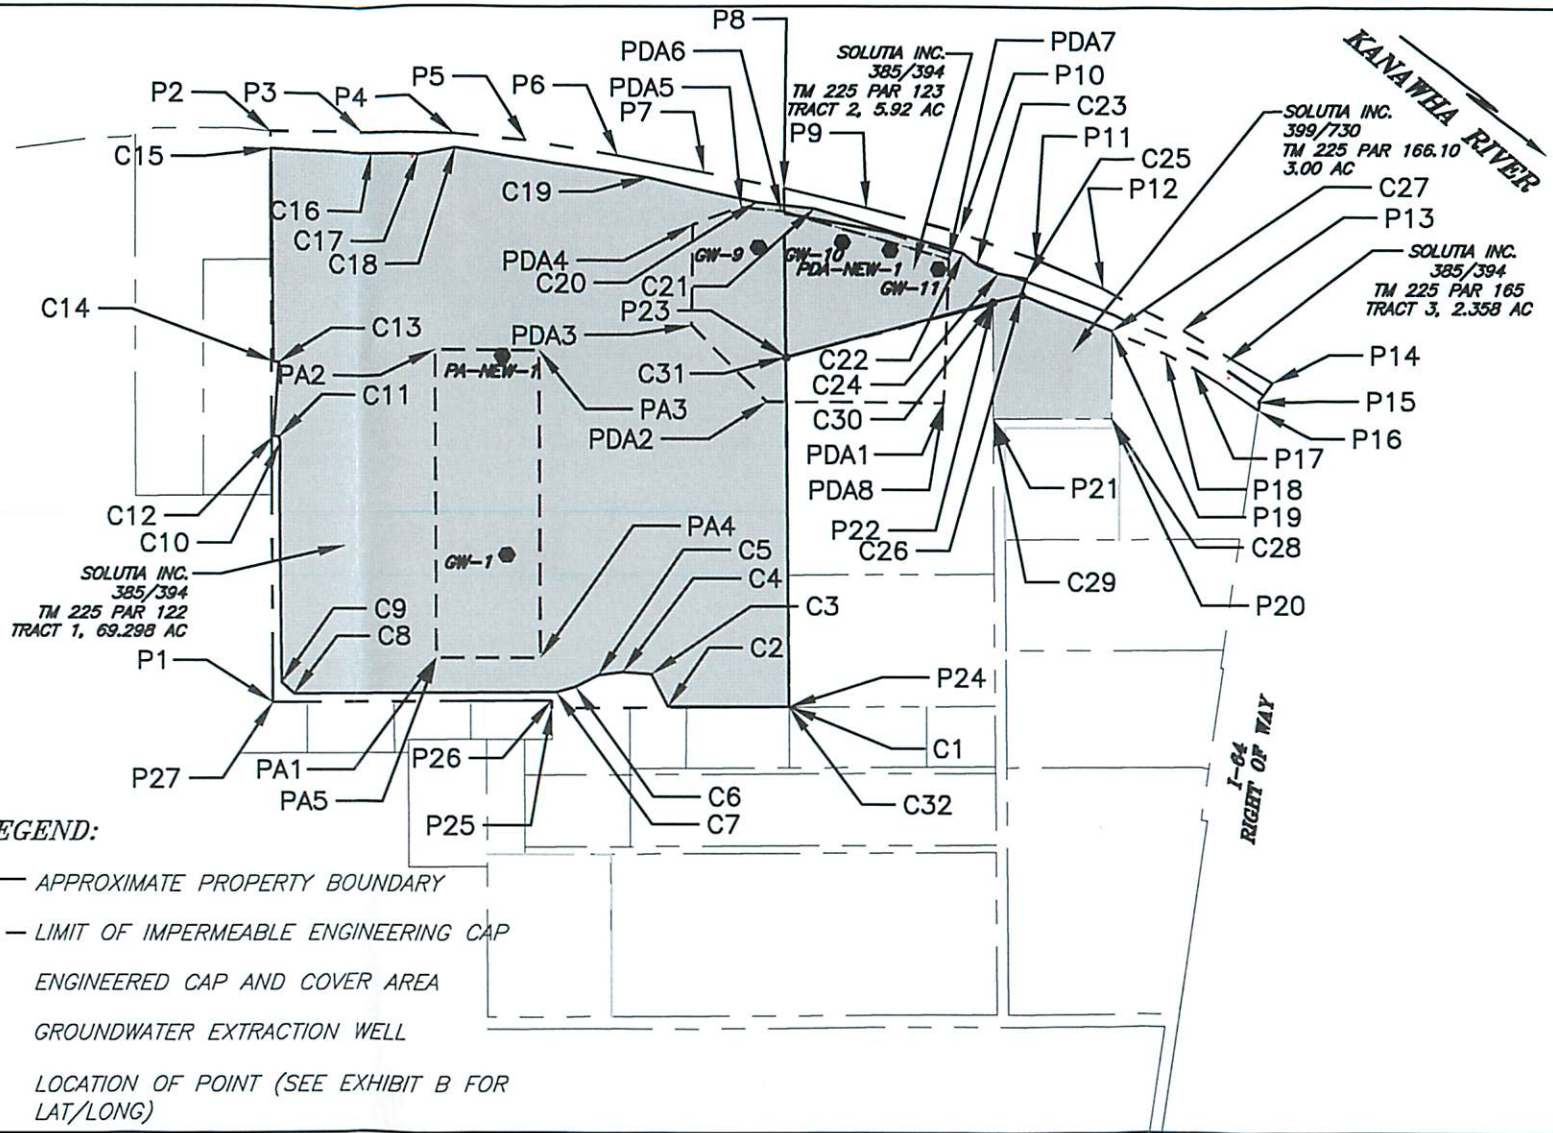 P8
PDA6
PDA5
P7
P6
P5
P4
P3
P2
SOLUTIA INC.
385/394
TM 225 PAR 123
TRACT 2, 5.92 AC
P9
PDA7
P10
C23
P11
C25
P12
KANAWHA RIVER
SOLUTIA INC.
399/730
TM 225 PAR 166.10
3.00 AC
C27
P13
SOLUTIA INC.
385/394
TM 225 PAR 165
TRACT 3, 2.358 AC
C15
C16
C17
C18
C19
PDA4
C20
C21
P23
GW-9
GW-10
PDA-NEW-1
GW-11
C14
C13
PA2
C11
PA-NEW-1
PDA3
C31
PA3
PDA2
C22
C24
C30
PDA1
PDA8
P22
C26
P14
P15
P16
P17
P18
P19
P21
C28
C29
P20
C12
C10
SOLUTIA INC.
385/394
TM 225 PAR 122
TRACT 1, 69.298 AC
GW-1
PA4
C5
C4
C3
C2
C9
C8
P1
P24
C1
C32
P27
PA1
PA5
P26
P25
C6
C7
I-64
RIGHT OF WAY
EGEND:
APPROXIMATE PROPERTY BOUNDARY
LIMIT OF IMPERMEABLE ENGINEERING CAP
ENGINEERED CAP AND COVER AREA
GROUNDWATER EXTRACTION WELL
LOCATION OF POINT (SEE EXHIBIT B FOR
LAT/LONG)